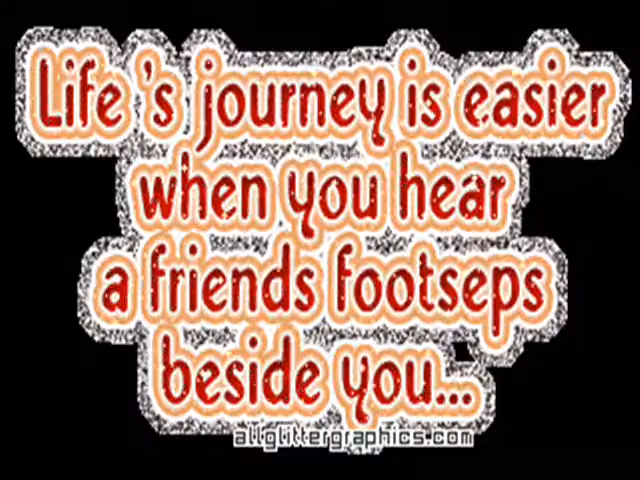 Life 's journey is easier
when you hear
a friends footseps
beside you...
allglittergraphics.com